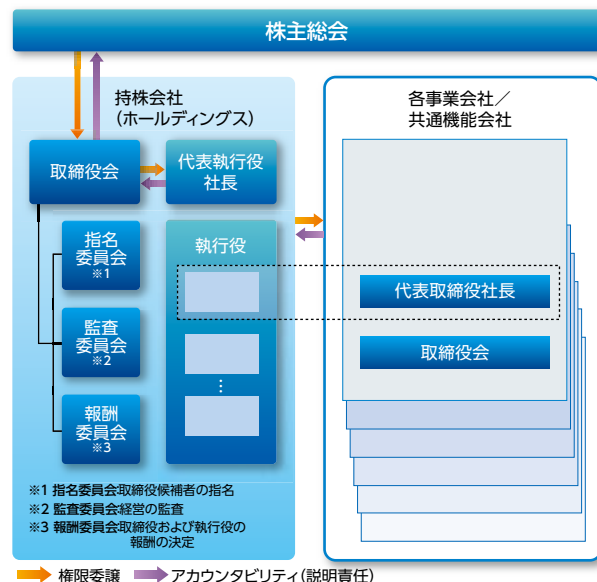 株主総会
持株会社
（ホールディングス）
取締役会
代表執行役
社長
指名
委員会
※1
監査
委員会
※2
報酬
委員会
※3
執行役
⋮
各事業会社／
共通機能会社
代表取締役社長
取締役会
※1 指名委員会:取締役候補者の指名
※2 監査委員会:経営の監査
※3 報酬委員会:取締役および執行役の
報酬の決定
権限委譲 アカウンタビリティ（説明責任）